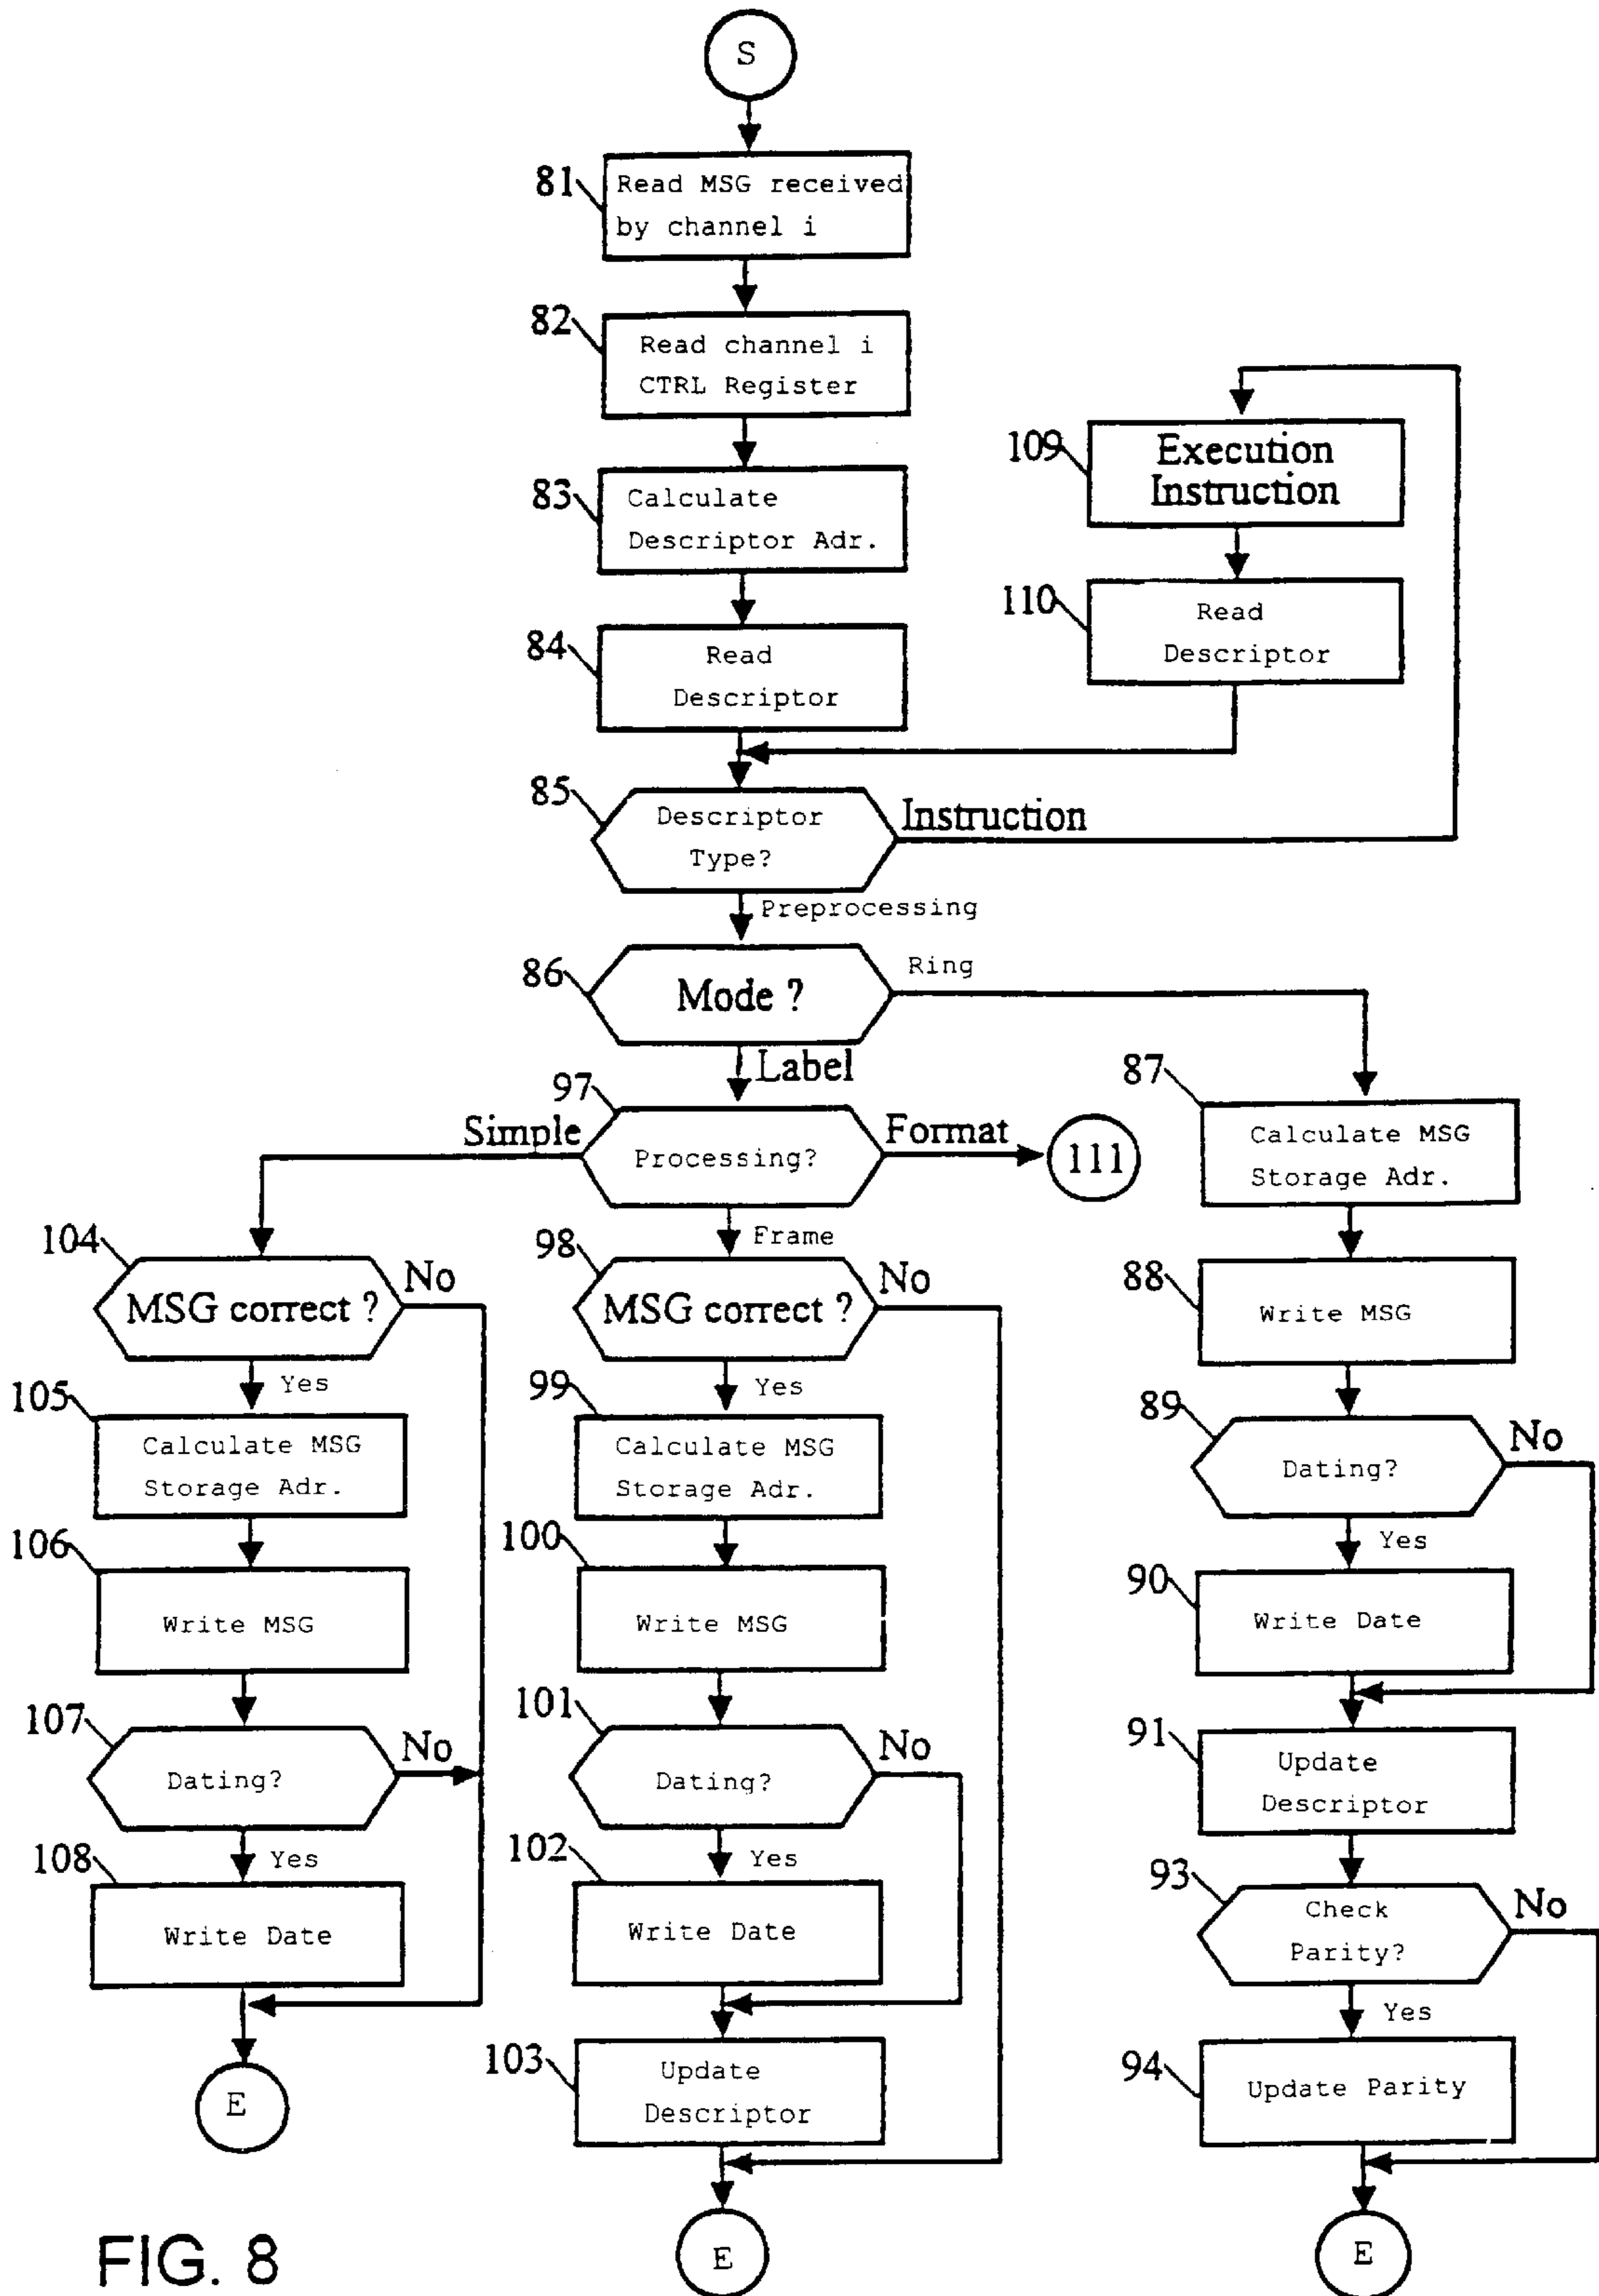 S
81
Read MSG received
by channel i
82
Read channel i
CTRL Register
109
Execution
Instruction
83
Calculate
Descriptor Adr.
110
Read
Descriptor
84
Read
Descriptor
85
Descriptor
Type?
Instruction
Preprocessing
86
Mode ?
Ring
Label
97
Processing?
Simple
Format
111
Frame
87
Calculate MSG
Storage Adr.
104
MSG correct ?
No
98
MSG correct ?
No
88
Write MSG
Yes
Yes
105
Calculate MSG
Storage Adr.
99
Calculate MSG
Storage Adr.
89
Dating?
No
Yes
106
Write MSG
100
Write MSG
90
Write Date
107
Dating?
No
101
Dating?
No
91
Update
Descriptor
Yes
Yes
108
Write Date
102
Write Date
93
Check
Parity?
No
Yes
103
Update
Descriptor
94
Update Parity
E
E
E
FIG. 8